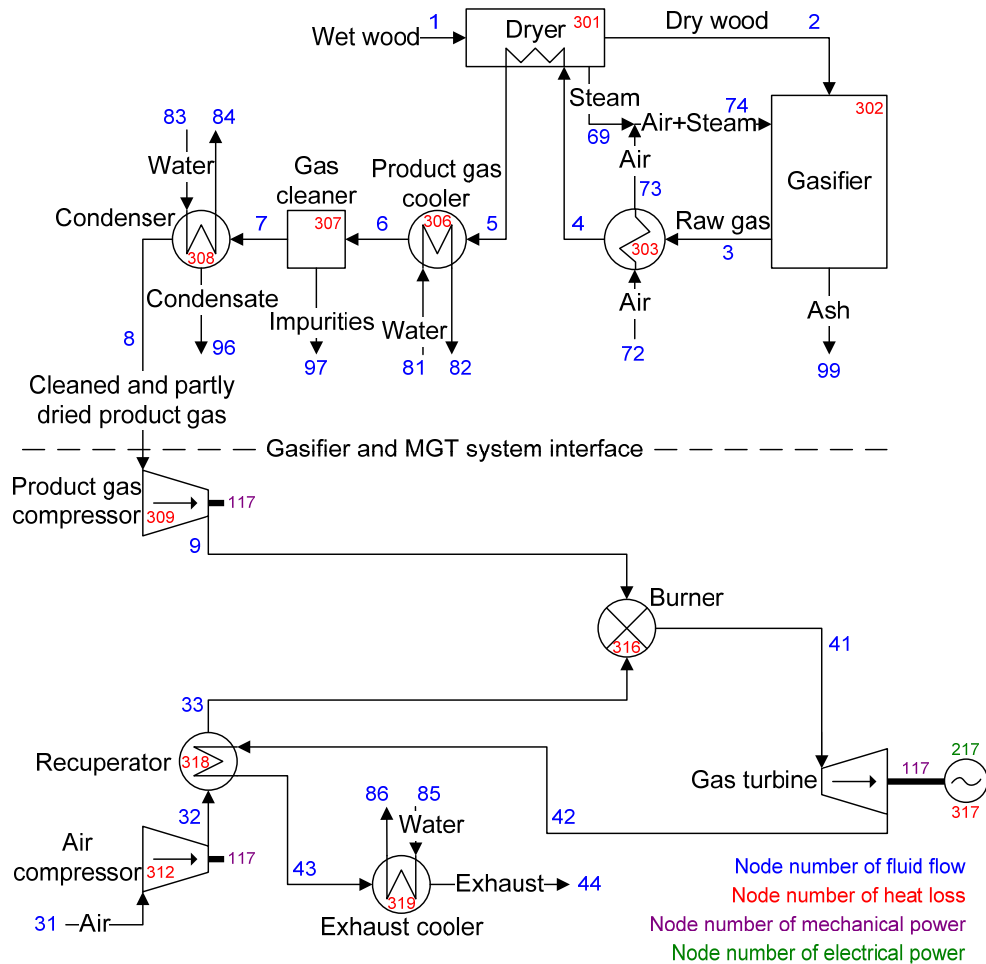 1
Wet wood
Dryer
301
Dry wood
2
Steam
69
74
Air+Steam
302
Gasifier
Air
73
83
84
Water
Gas
cleaner
Product gas
cooler
Condenser
7
307
6
306
5
4
303
Raw gas
3
308
Condensate
96
Impurities
97
Water
81
82
Air
72
Ash
99
8
Cleaned and partly
dried product gas
Gasifier and MGT system interface
Product gas
compressor
309
117
9
Burner
316
41
33
Recuperator
318
Gas turbine
117
217
317
32
86
85
Water
42
Air
compressor
312
117
43
319
Exhaust
44
Exhaust cooler
31
Air
Node number of fluid flow
Node number of heat loss
Node number of mechanical power
Node number of electrical power